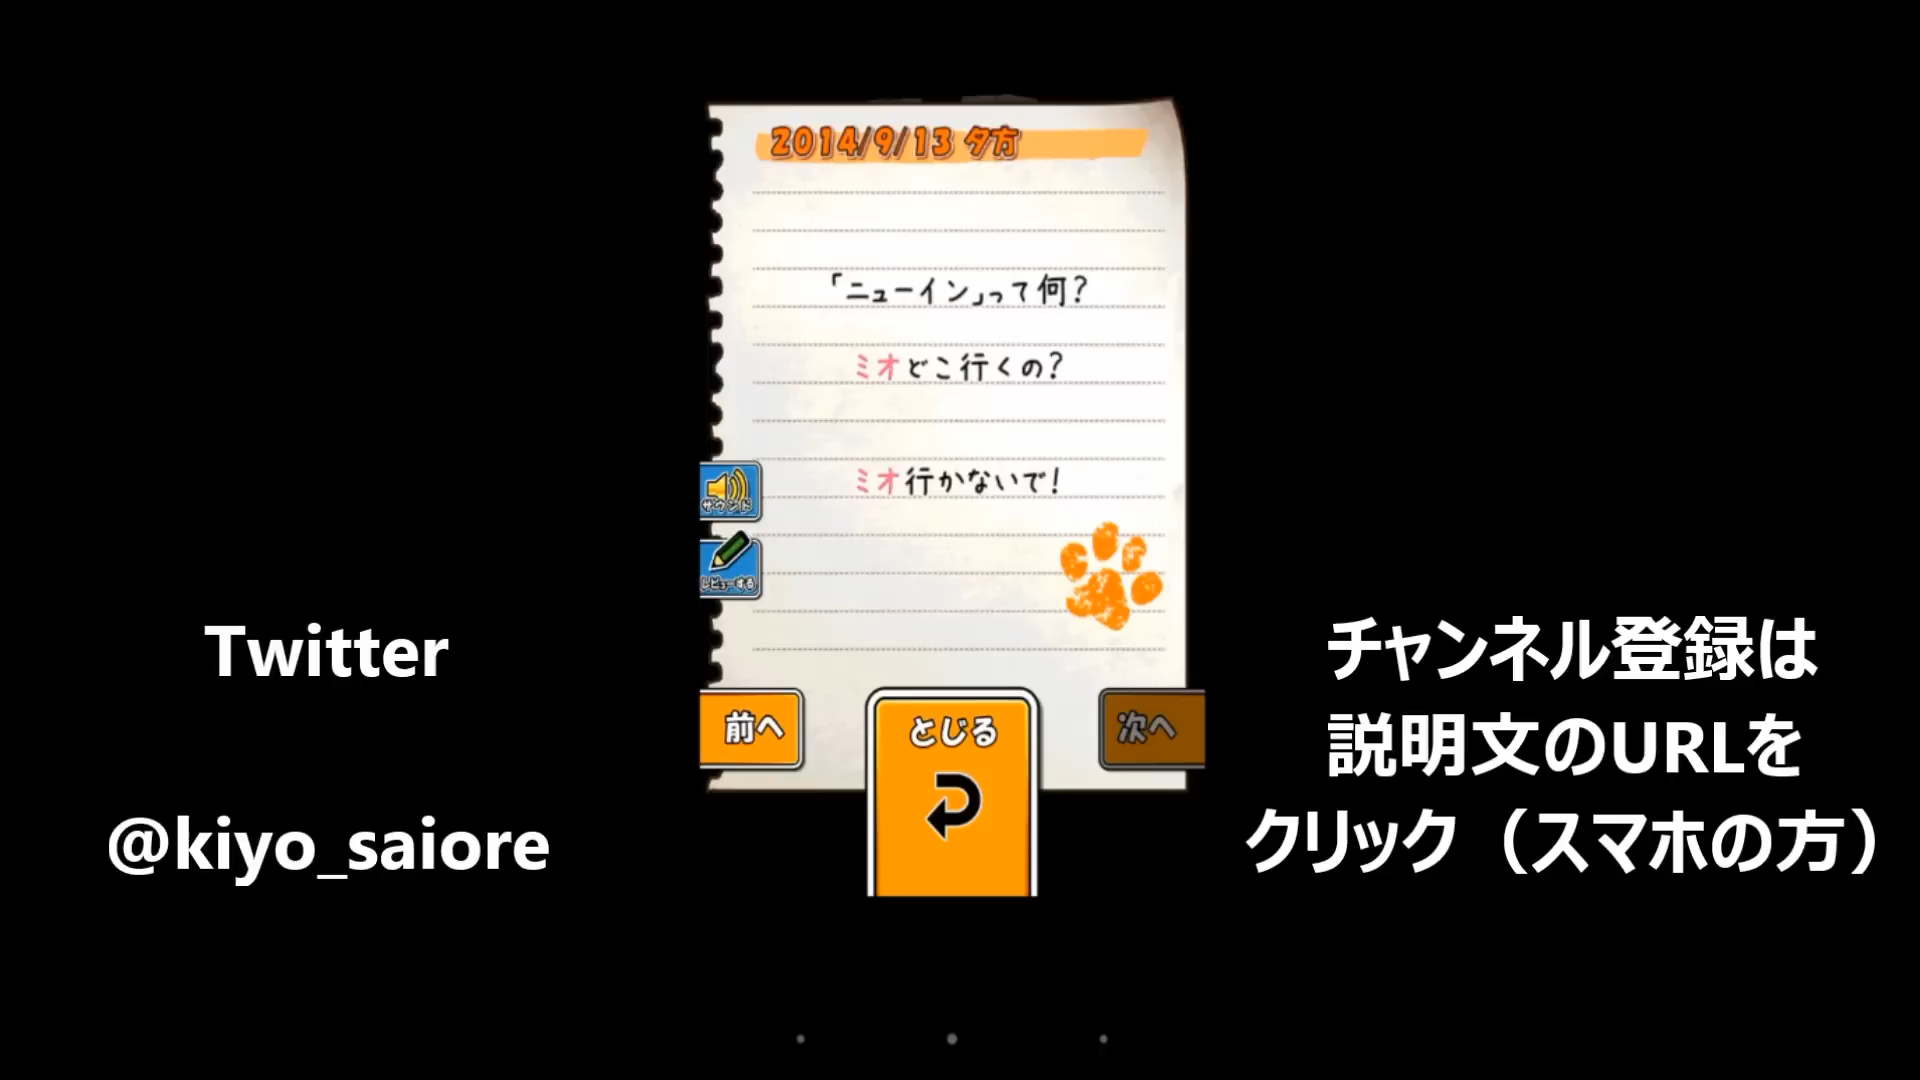 2014/9/13 夕方
「ニューイン」って何?
ミオどこ行くの?
ミオ行かないで!
サウンド
レビューする
前へ
とじる
次へ
Twitter
@kiyo_saiore
チャンネル登録は
説明文のURLを
クリック（スマホの方）